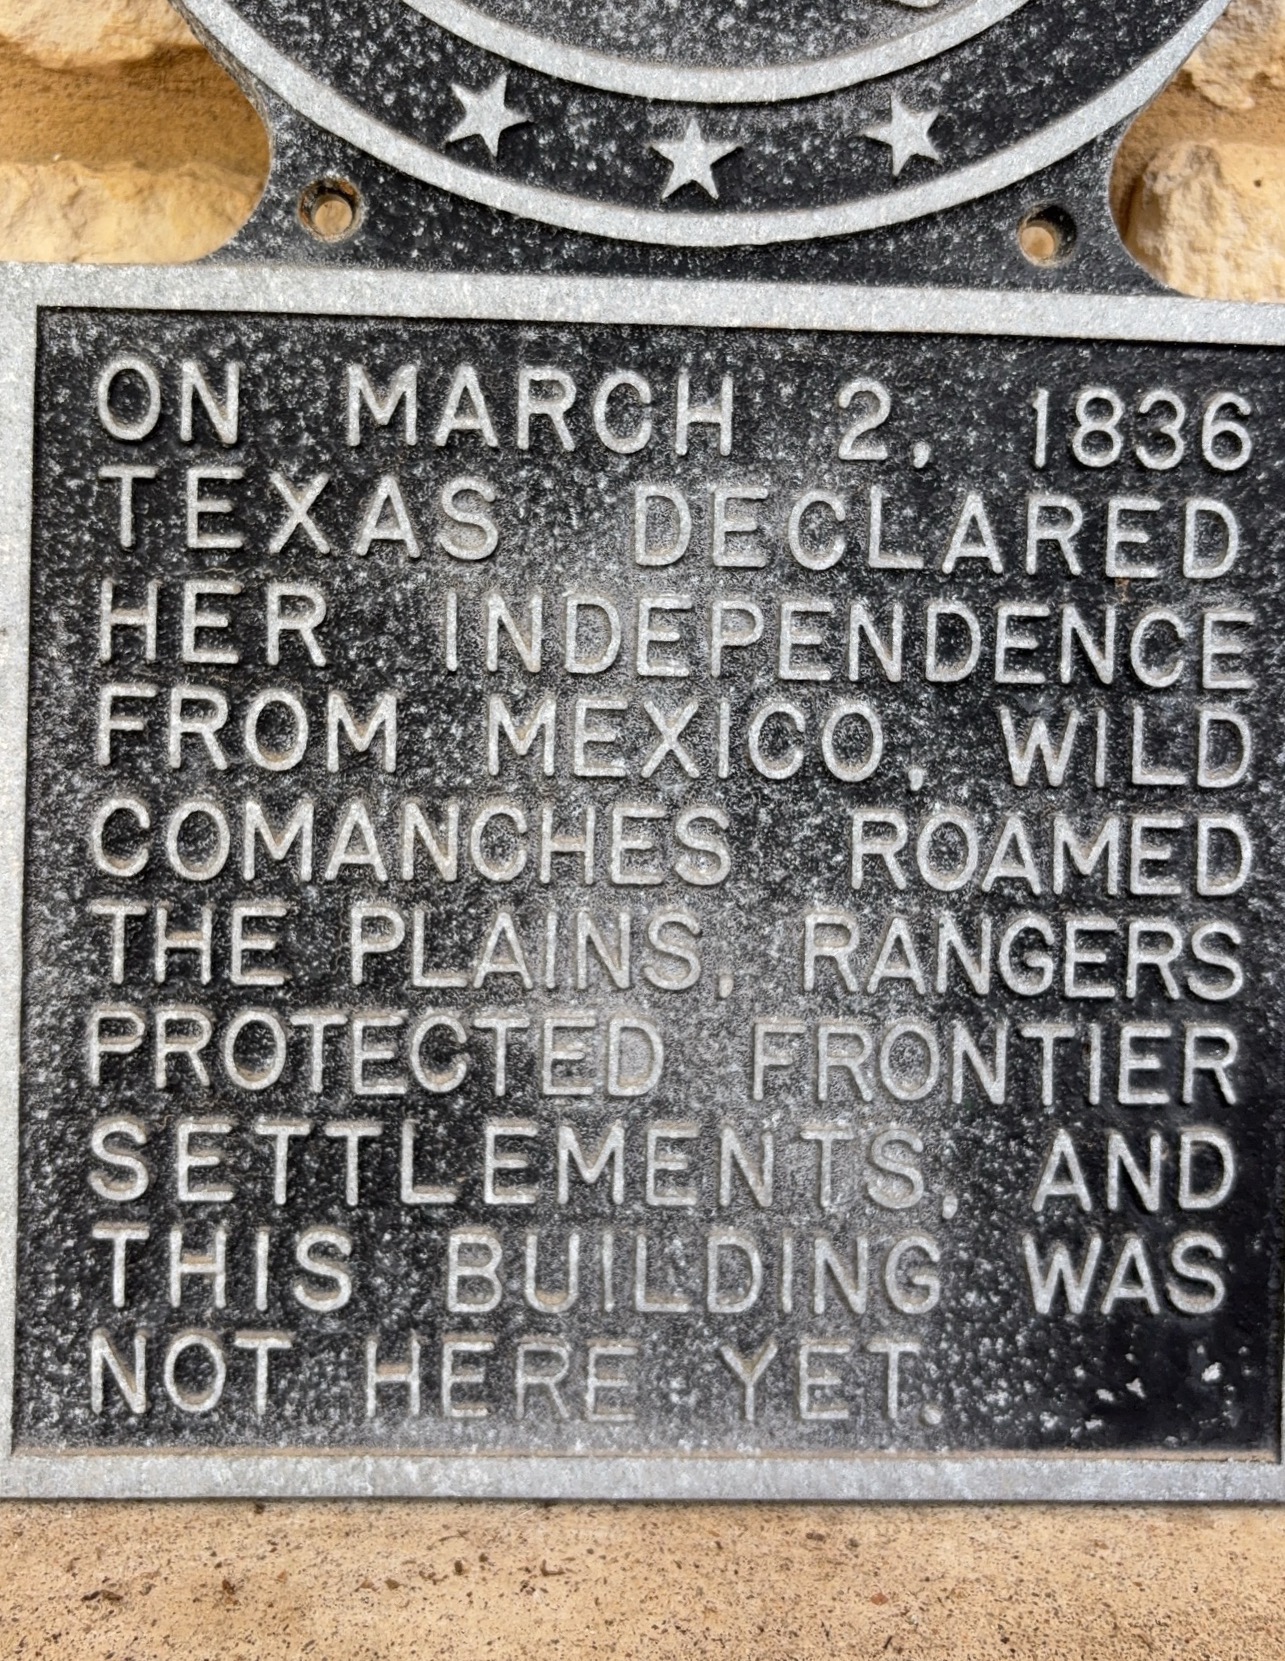 ON MARCH 2, 1836
TEXAS DECLARED
HER INDEPENDENCE
FROM MEXICO, WILD
COMANCHES ROAMED
THE PLAINS, RANGERS
PROTECTED FRONTIER
SETTLEMENTS, AND
THIS BUILDING WAS
NOT HERE YET.